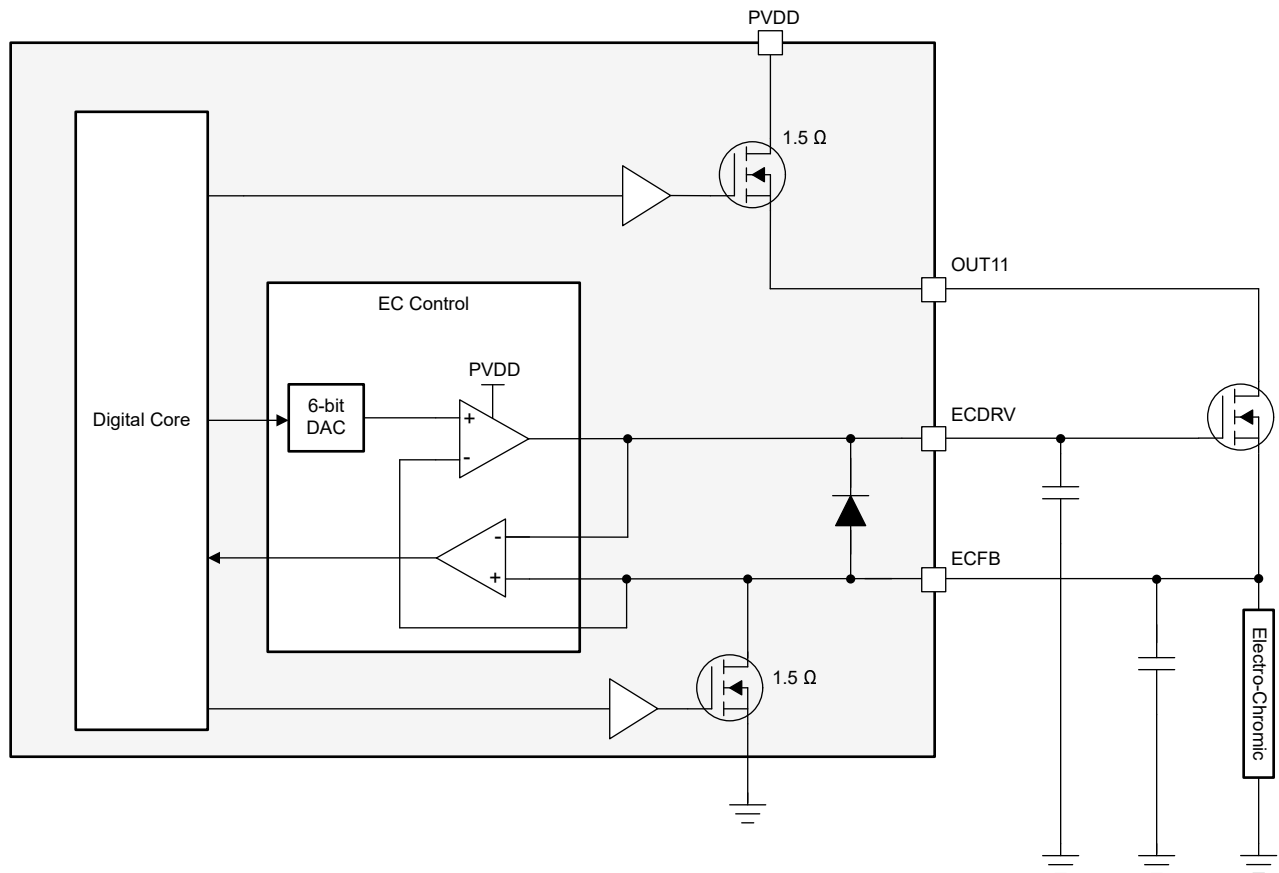 PVDD
1.5 Ω
OUT11
EC Control
PVDD
6-bit
DAC
+
-
Digital Core
ECDRV
-
+
ECFB
1.5 Ω
Electro-Chromic